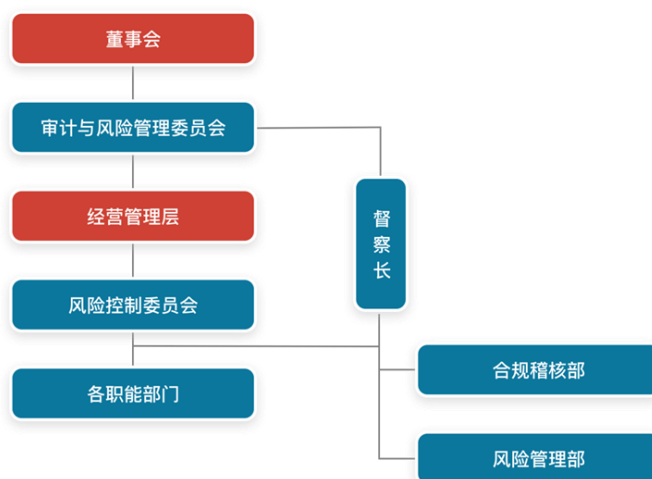 董事会
审计与风险管理委员会
经营管理层
督察长
风险控制委员会
合规稽核部
各职能部门
风险管理部